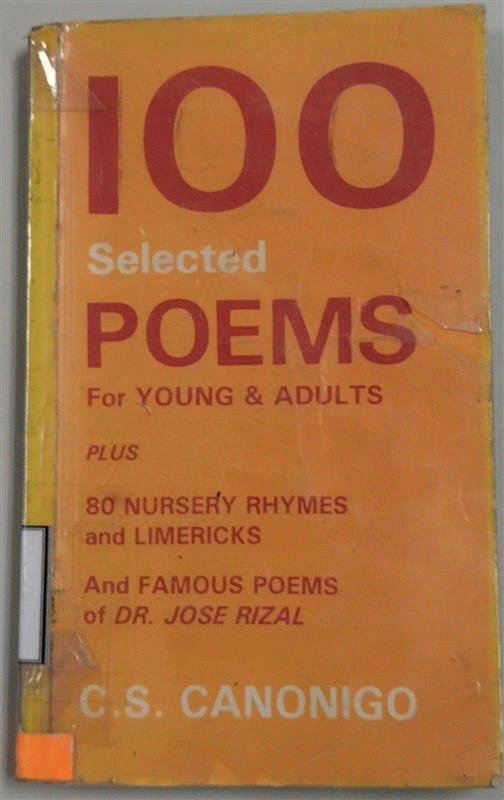 100
Selected
POEMS
For YOUNG & ADULTS
PLUS
80 NURSERY RHYMES
and LIMERICKS
And FAMOUS POEMS
of DR. JOSE RIZAL
C.S. CANONIGO